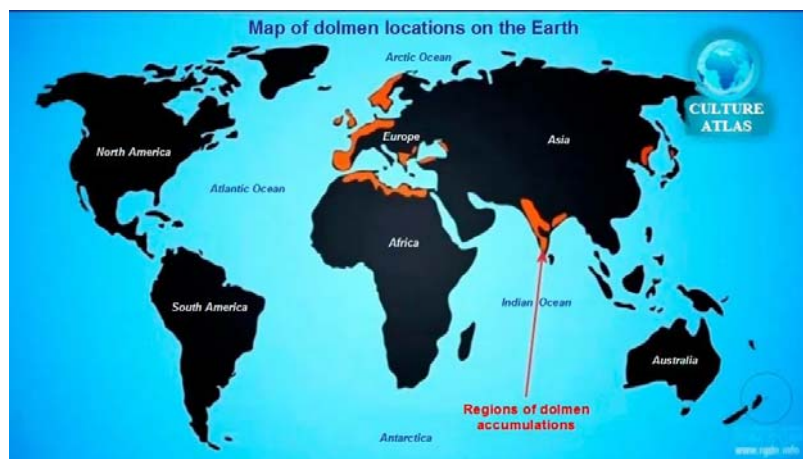 Map of dolmen locations on the Earth
Arctic Ocean
CULTURE
ATLAS
North America
Europe
Asia
Atlantic Ocean
Africa
South America
Indian Ocean
Australia
Regions of dolmen
accumulations
Antarctica